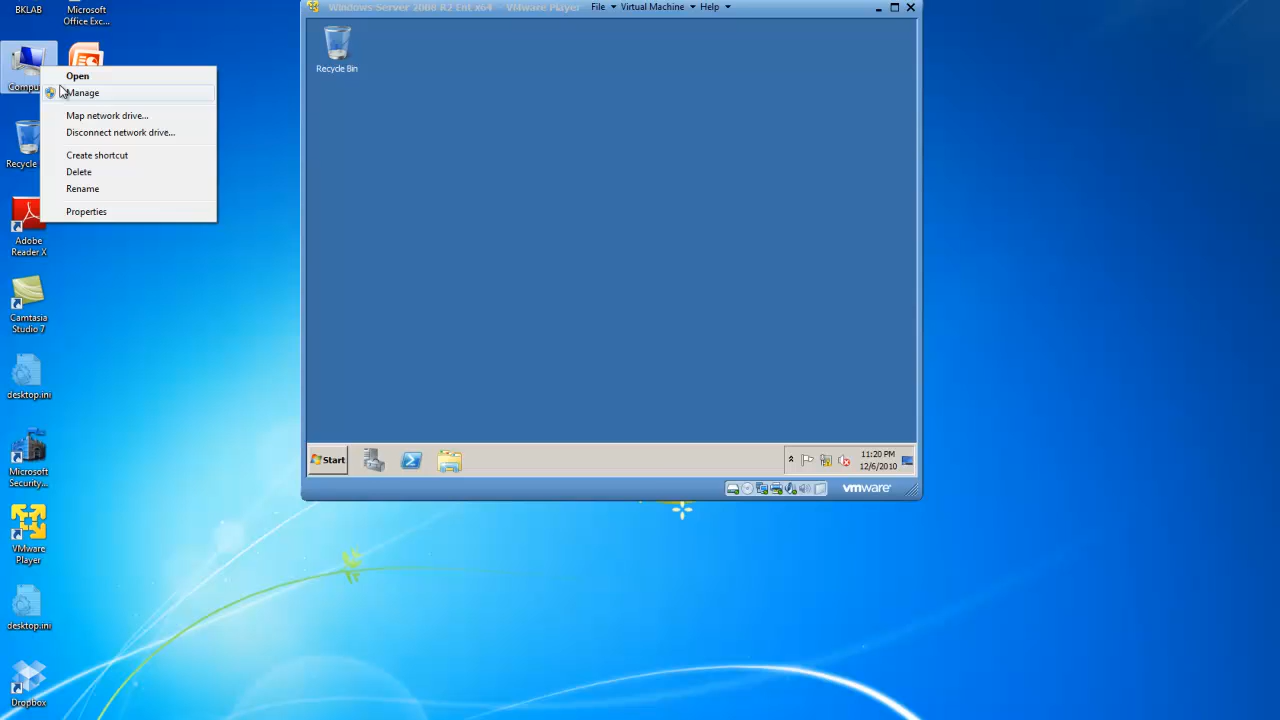 BKLAB
Microsoft
Office Exc...
Windows Server 2008 R2 Ent x64 - VMware Player
File
Virtual Machine
Help
Open
Manage
Map network drive...
Disconnect network drive...
Create shortcut
Delete
Rename
Properties
Recycle Bin
Adobe
Reader X
Camtasia
Studio 7
desktop.ini
Microsoft
Security...
VMware
Player
desktop.ini
Dropbox
Start
11:20 PM
12/6/2010
vmware